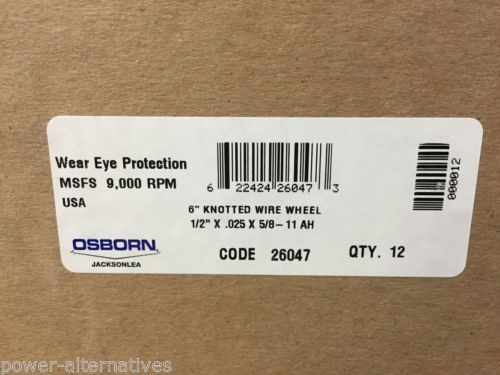 Wear Eye Protection
MSFS 9,000 RPM
USA
6 22424 26047 3
6" KNOTTED WIRE WHEEL
1/2" X .025 X 5/8-11 AH
OSBORN
JACKSONLEA
CODE 26047 QTY. 12
000012
power-alternatives